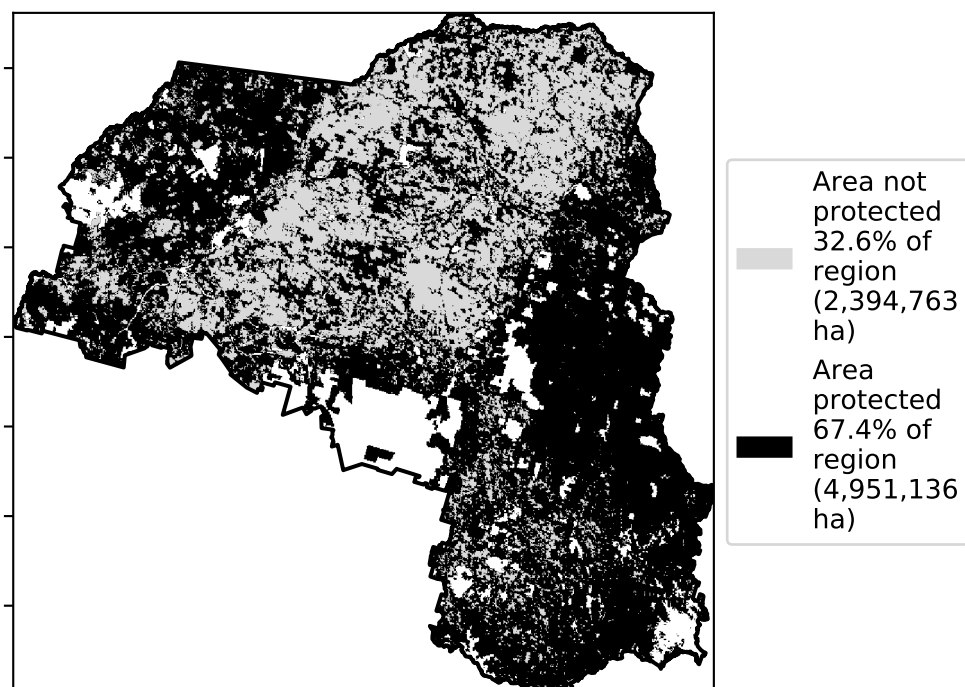 Area not
protected
32.6% of
region
(2,394,763
ha)
Area
protected
67.4% of
region
(4,951,136
ha)